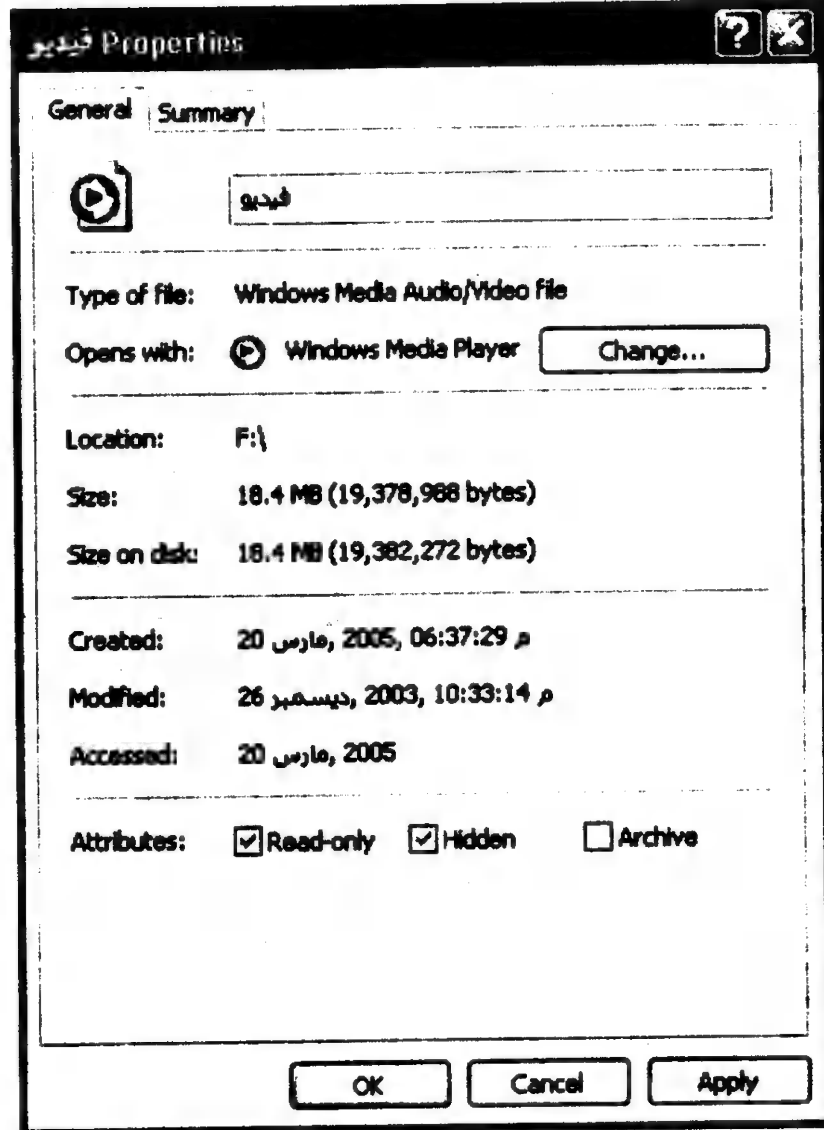 فيديو Properties
General Summary
فيديو
Type of file: Windows Media Audio/Video file
Opens with: Windows Media Player Change...
Location: F:\
Size: 18.4 MB (19,378,988 bytes)
Size on disk: 18.4 MB (19,382,272 bytes)
Created: 20 مارس, 2005, 06:37:29 م
Modified: 26 ديسمبر, 2003, 10:33:14 م
Accessed: 20 مارس, 2005
Attributes: Read-only Hidden Archive
OK Cancel Apply